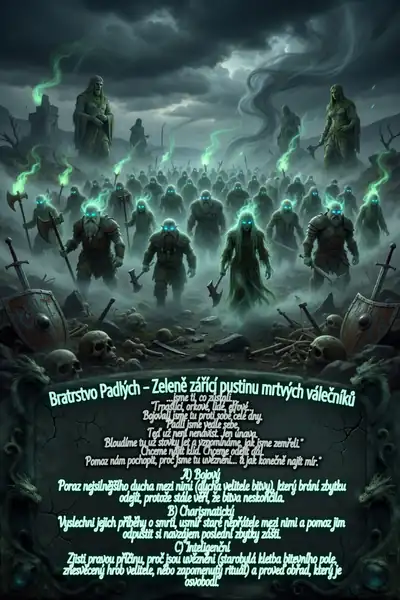 Bratrstvo Padlých – Zeleně zářící pustinu mrtvých válečníků
„...Jsme ti, co zůstali...
Trpaslíci, orkové, lidé, elfové...
Bojovali jsme tu proti sobě celé dny.
Padli jsme vedle sebe.
Teď už není nenávist. Jen únava.
Bloudíme tu už stovky let a vzpomínáme, jak jsme zemřeli."
Chceme najít klid. Chceme odejít dál.
Pomoz nám pochopit, proč jsme tu uvězněni... a jak konečně najít mír."
A) Bojový
Poraz nejsilnějšího ducha mezi nimi (ducha velitele bitvy), který brání zbytku
odejít, protože stále věří, že bitva neskončila.
B) Charismatický
Vyslechni jejich příběhy o smrti, usmiř staré nepřátele mezi nimi a pomoz jim
odpustit si navzájem poslední zbytky zášti.
C) Inteligenční
Zjisti pravou příčinu, proč jsou uvězněni (starobylá kletba bitevního pole,
znesvěcený hrob velitele, nebo zapomenutý rituál) a proveď obřad, který je
osvobodí.